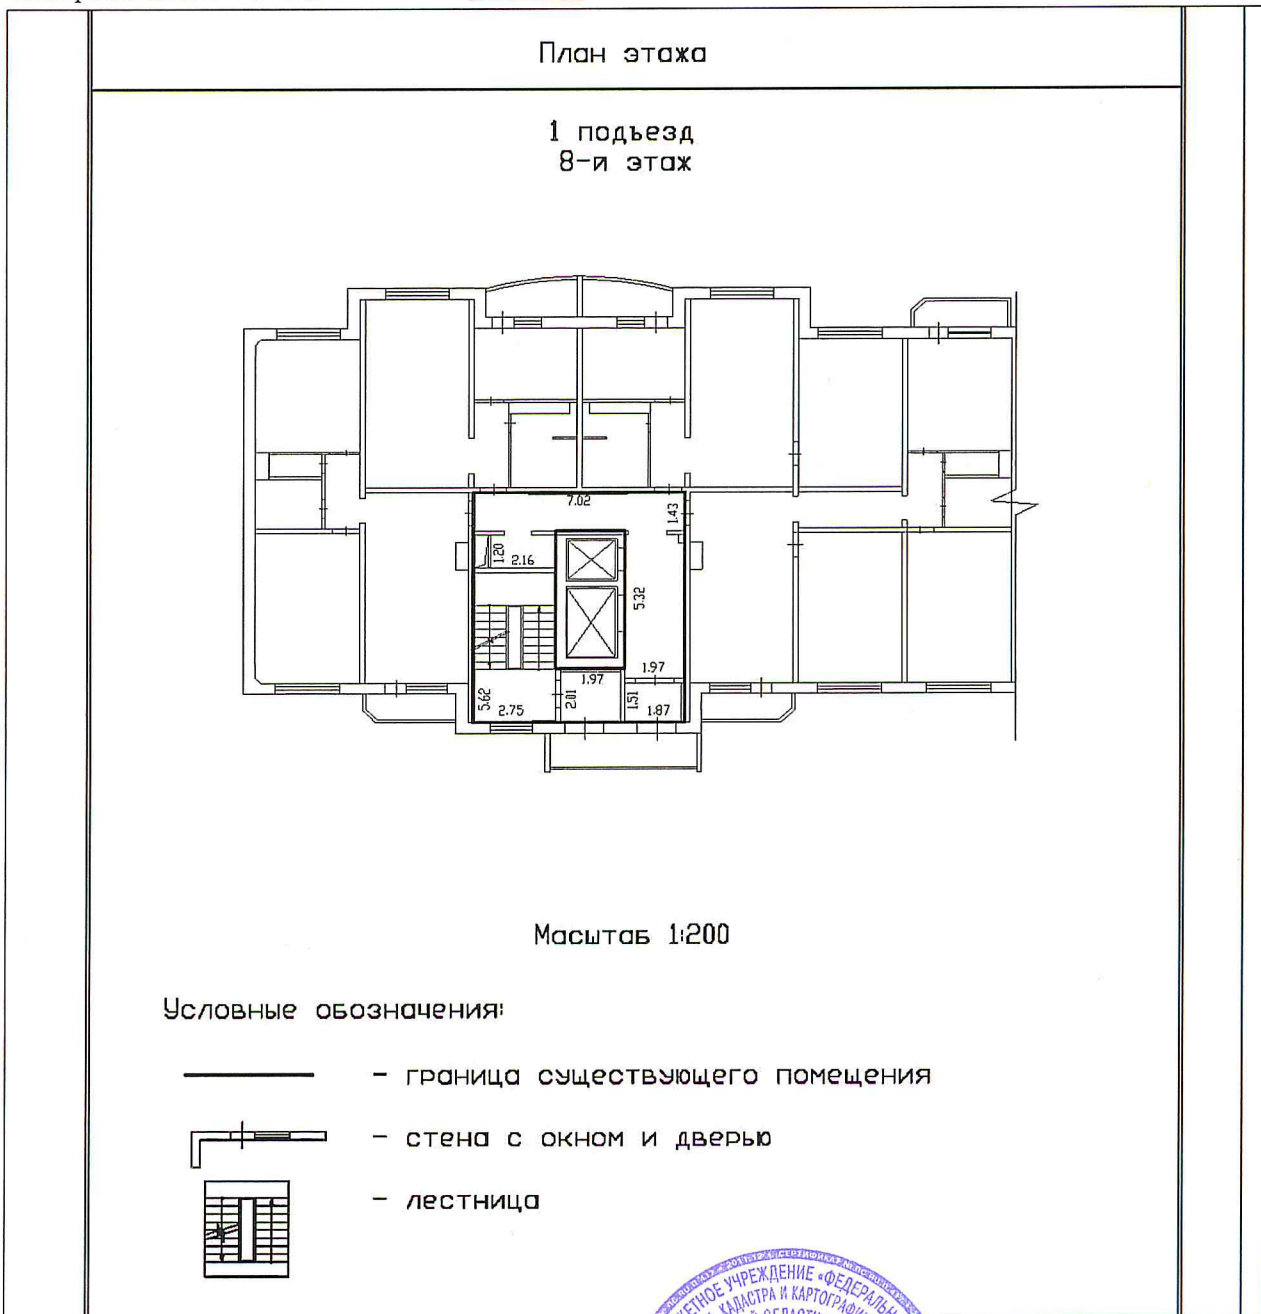 План этажа
1 подъезд
8-и этаж
7.02
1.43
1.20
2.16
5.32
1.97
1.97
5.62
2.75
2.01
1.51
1.87
Масштаб 1:200
Условные обозначения:
- граница существующего помещения
- стена с окном и дверью
- лестница
УЧРЕЖДЕНИЕ «ФЕДЕРАЛЬН
КАДАСТРА И КАРТОГРАФИ